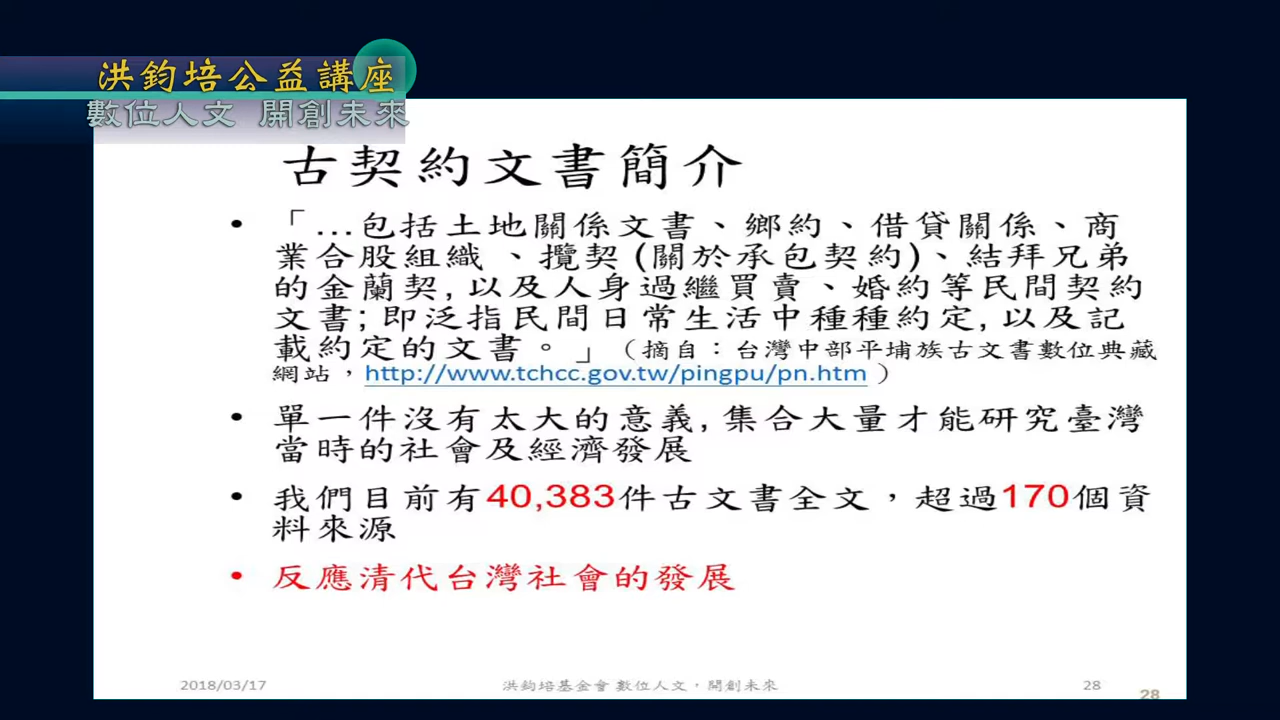 洪鈞培公益講座
數位人文 開創未來
古契約文書簡介
• 「…包括土地關係文書、鄉約、借貸關係、商
業合股組織 、攬契 (關於承包契約)、結拜兄弟
的金蘭契, 以及人身過繼買賣、婚約等民間契約
文書; 即泛指民間日常生活中種種約定, 以及記
載約定的文書。」（摘自：台灣中部平埔族古文書數位典藏
網站，http://www.tchcc.gov.tw/pingpu/pn.htm ）
• 單一件沒有太大的意義, 集合大量才能研究臺灣
當時的社會及經濟發展
• 我們目前有40,383件古文書全文，超過170個資
料來源
• 反應清代台灣社會的發展
2018/03/17
洪鈞培基金會 數位人文，開創未來
28
28